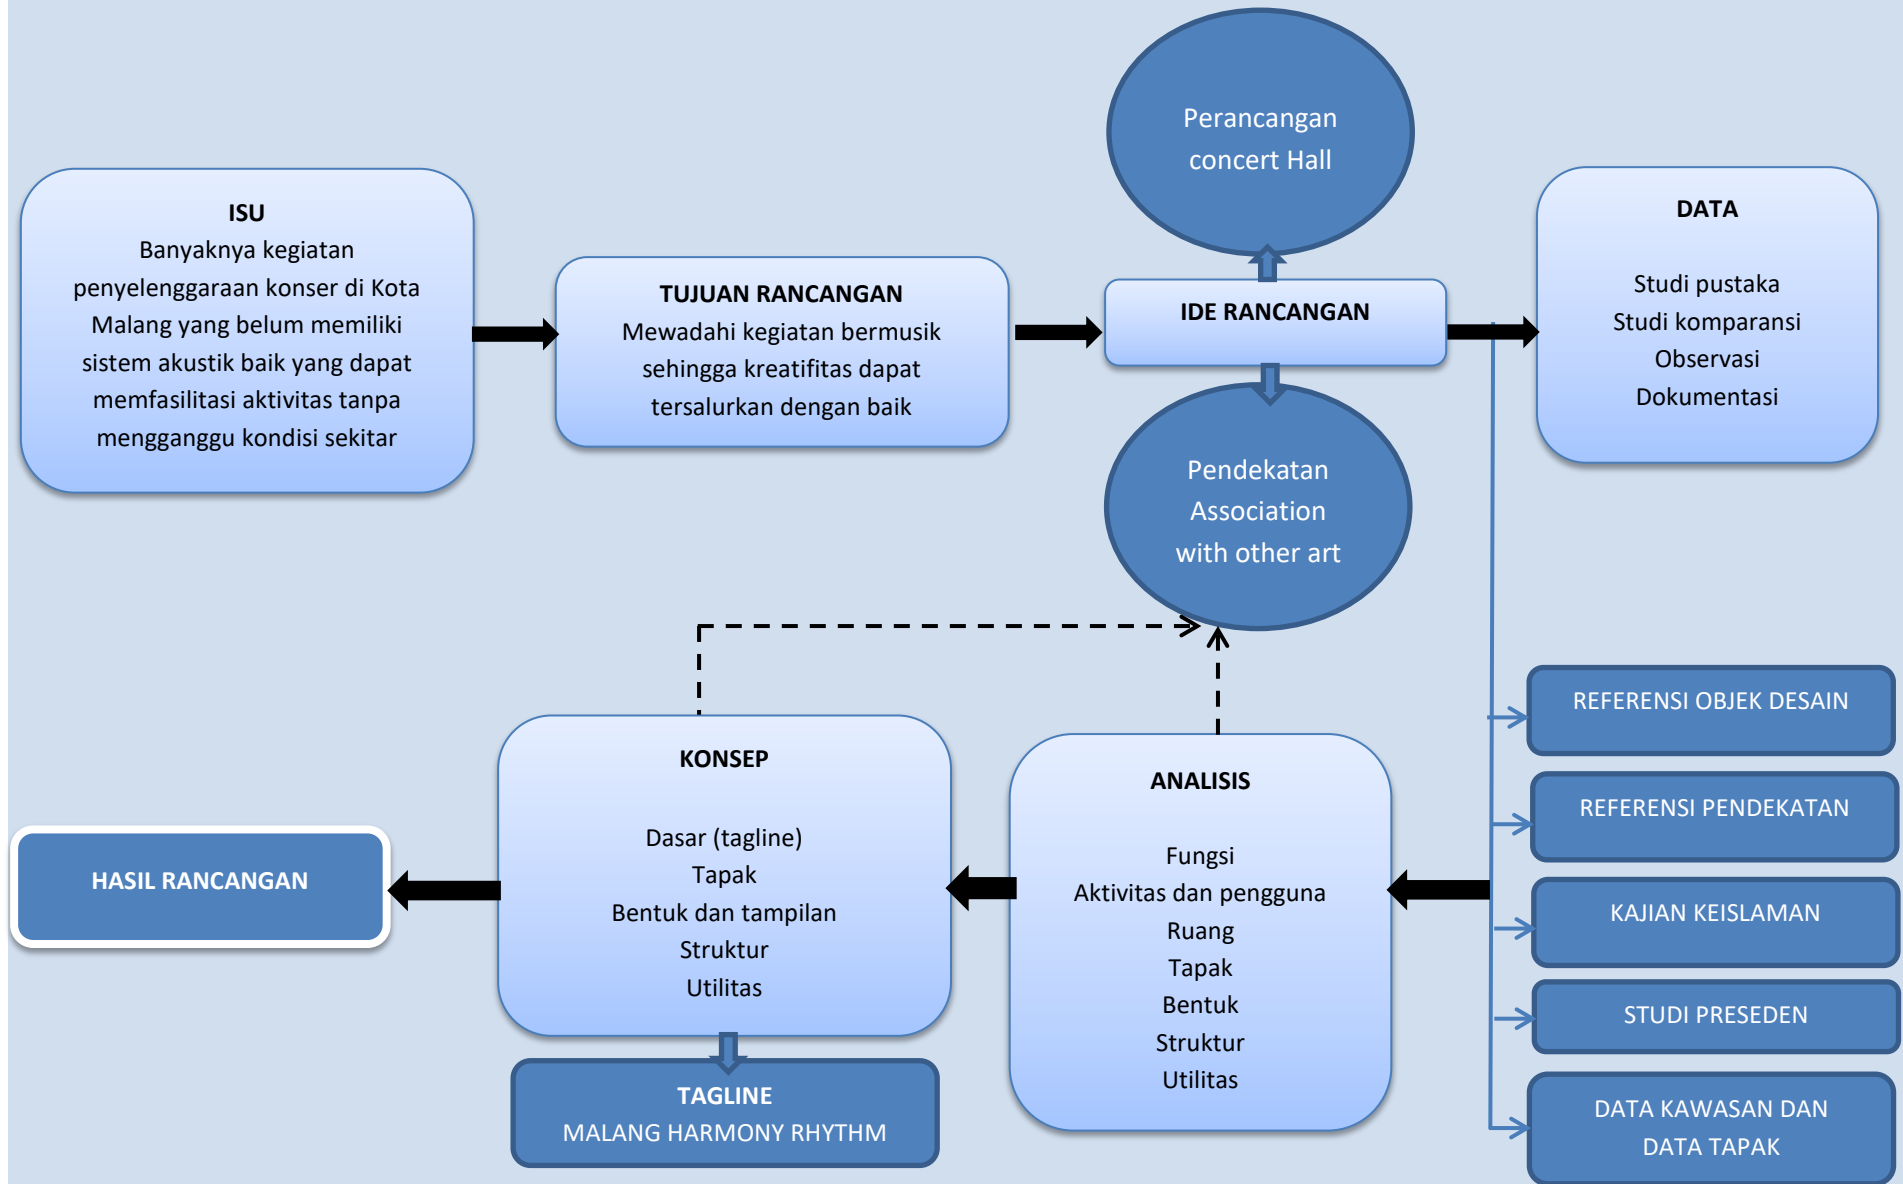 ISU
Banyaknya kegiatan
penyelenggaraan konser di Kota
Malang yang belum memiliki
sistem akustik baik yang dapat
memfasilitasi aktivitas tanpa
mengganggu kondisi sekitar
TUJUAN RANCANGAN
Mewadahi kegiatan bermusik
sehingga kreatifitas dapat
tersalurkan dengan baik
Perancangan
concert Hall
IDE RANCANGAN
Pendekatan
Association
with other art
DATA
Studi pustaka
Studi komparansi
Observasi
Dokumentasi
REFERENSI OBJEK DESAIN
REFERENSI PENDEKATAN
KAJIAN KEISLAMAN
STUDI PRESEDEN
DATA KAWASAN DAN
DATA TAPAK
ANALISIS
Fungsi
Aktivitas dan pengguna
Ruang
Tapak
Bentuk
Struktur
Utilitas
KONSEP
Dasar (tagline)
Tapak
Bentuk dan tampilan
Struktur
Utilitas
TAGLINE
MALANG HARMONY RHYTHM
HASIL RANCANGAN